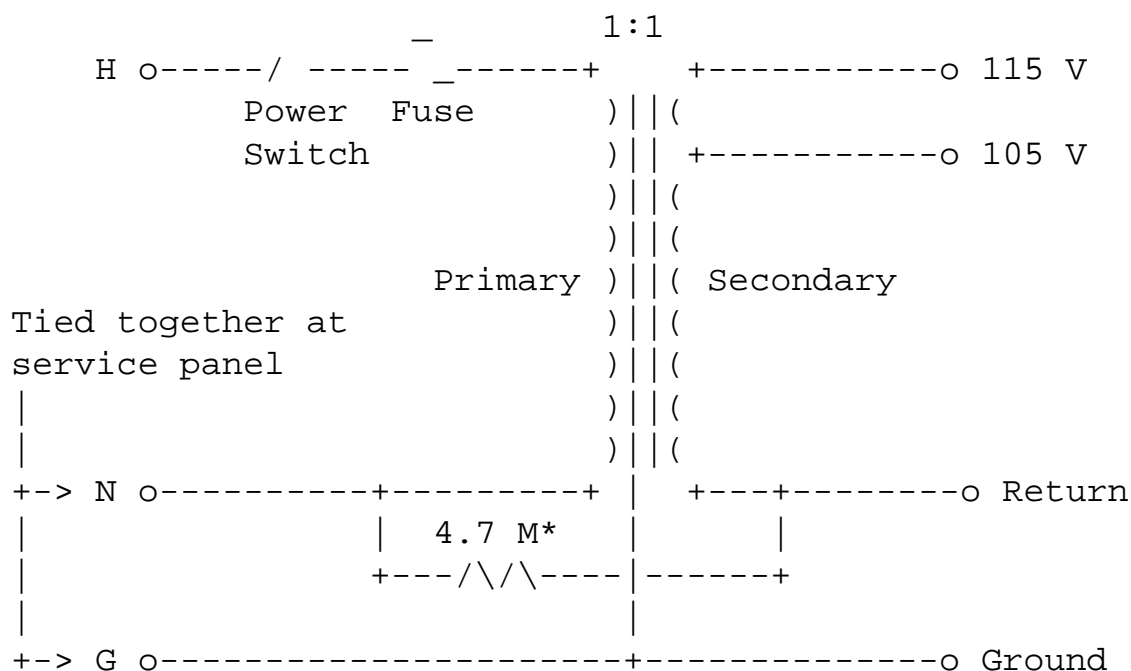 1:1
H o-----/ ----- _------+ +-----------o 115 V
Power Fuse
Switch +-----------o 105 V
Primary Secondary
Tied together at
service panel
+-> N o----------+---------+ | +---+--------o Return
4.7 M*
+---/\/\----|------+
+-> G o----------------------+--------------o Ground